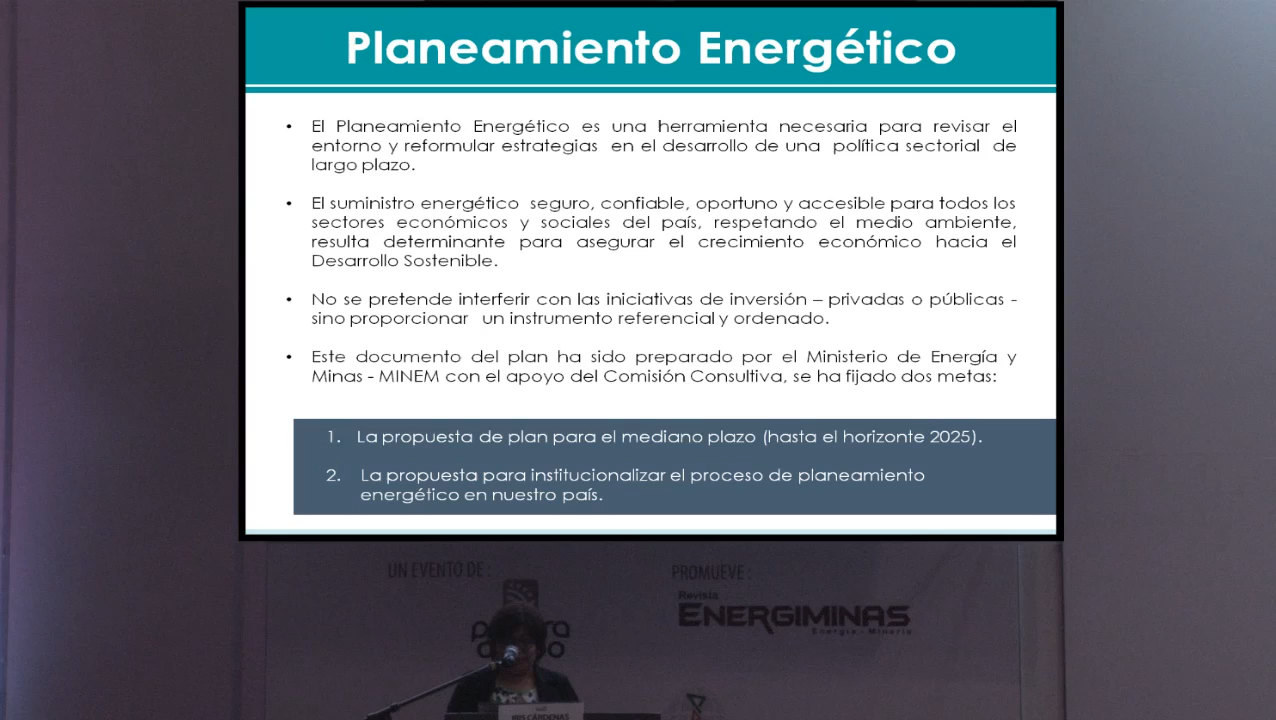 Planeamiento Energético
• El Planeamiento Energético es una herramienta necesaria para revisar el
entorno y reformular estrategias en el desarrollo de una política sectorial de
largo plazo.
• El suministro energético seguro, confiable, oportuno y accesible para todos los
sectores económicos y sociales del país, respetando el medio ambiente,
resulta determinante para asegurar el crecimiento económico hacia el
Desarrollo Sostenible.
• No se pretende interferir con las iniciativas de inversión – privadas o públicas -
sino proporcionar un instrumento referencial y ordenado.
• Este documento del plan ha sido preparado por el Ministerio de Energía y
Minas - MINEM con el apoyo del Comisión Consultiva, se ha fijado dos metas:
1. La propuesta de plan para el mediano plazo (hasta el horizonte 2025).
2. La propuesta para institucionalizar el proceso de planeamiento
energético en nuestro país.
UN EVENTO DE :
PROMUEVE :
Revista
ENERGIMINAS
Energía - Minería
CÁRDENAS